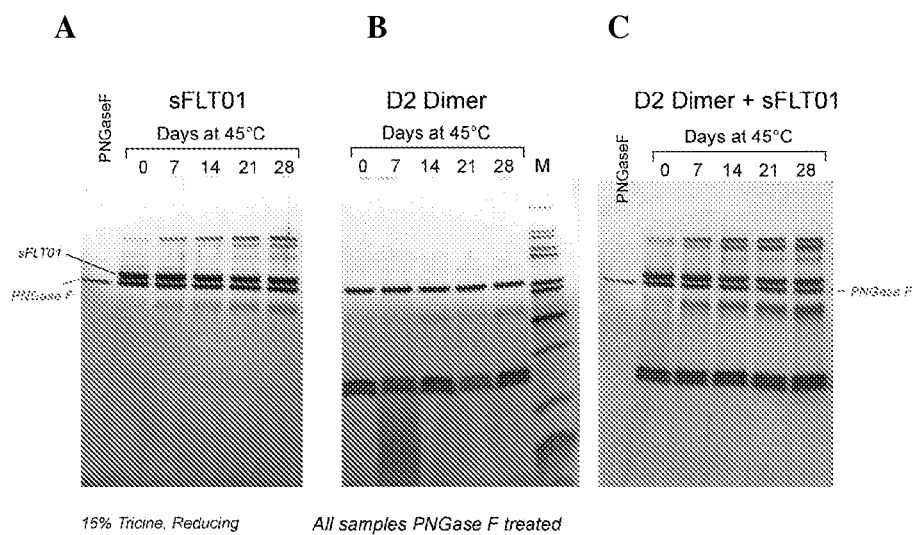 A
B
C
sFLT01
D2 Dimer
D2 Dimer + sFLT01
PNGaseF
Days at 45°C
0 7 14 21 28
Days at 45°C
0 7 14 21 28 M
PNGaseF
Days at 45°C
0 7 14 21 28
sFLT01
PNGase F
PNGase F
16% Tricine, Reducing
All samples PNGase F treated